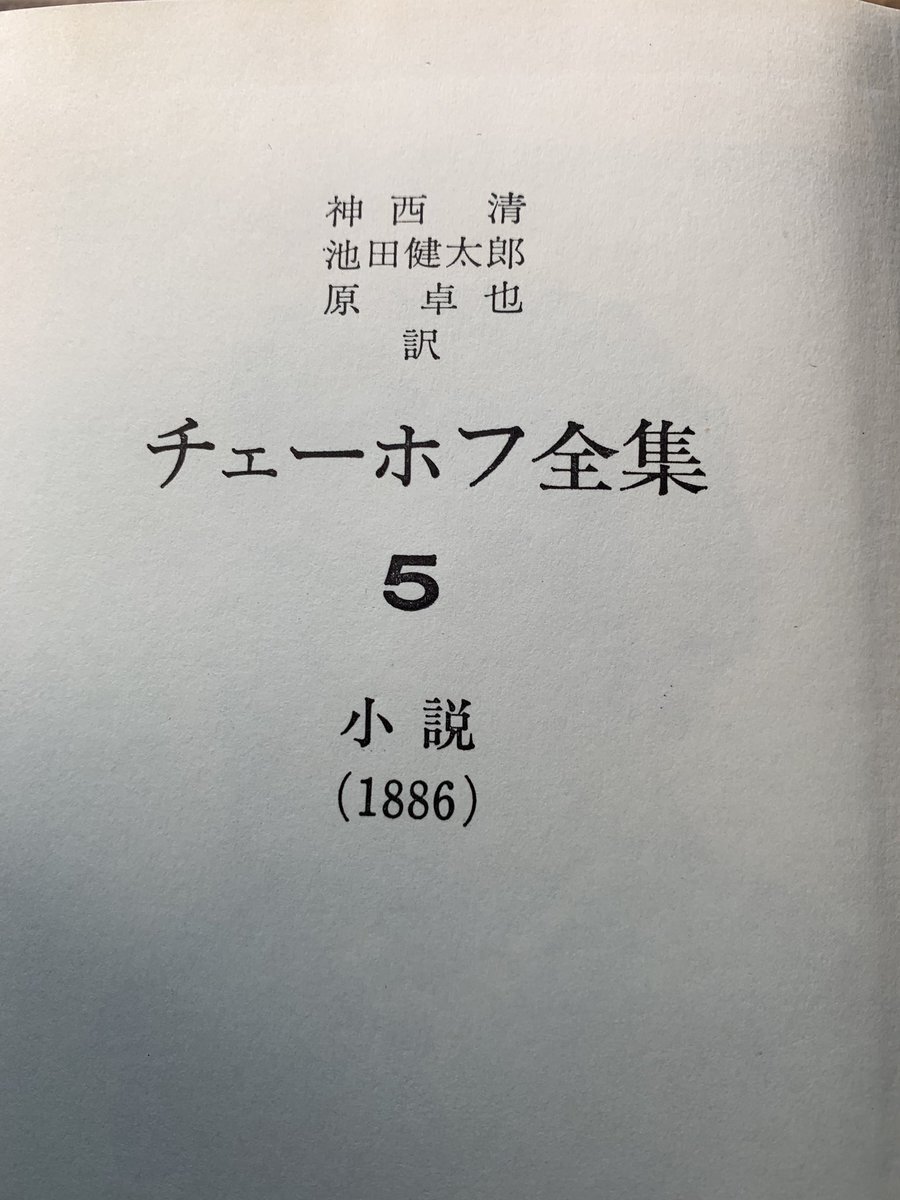 神西 清
池田健太郎
原 卓也
訳
チェーホフ全集
5
小説
(1886)